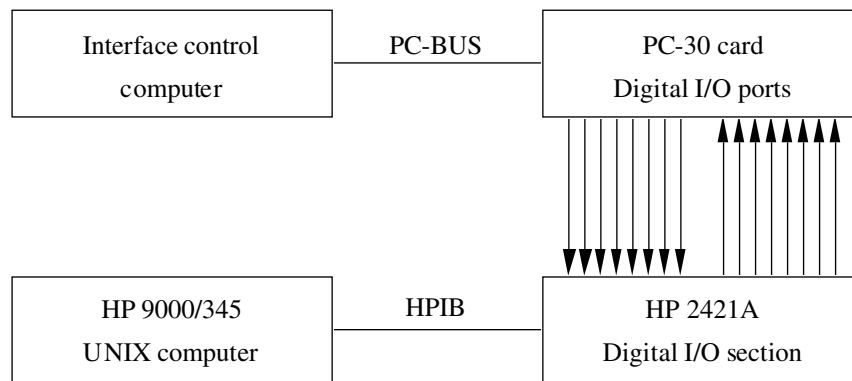 Interface control
computer
PC-BUS
PC-30 card
Digital I/O ports
HP 9000/345
UNIX computer
HPIB
HP 2421A
Digital I/O section